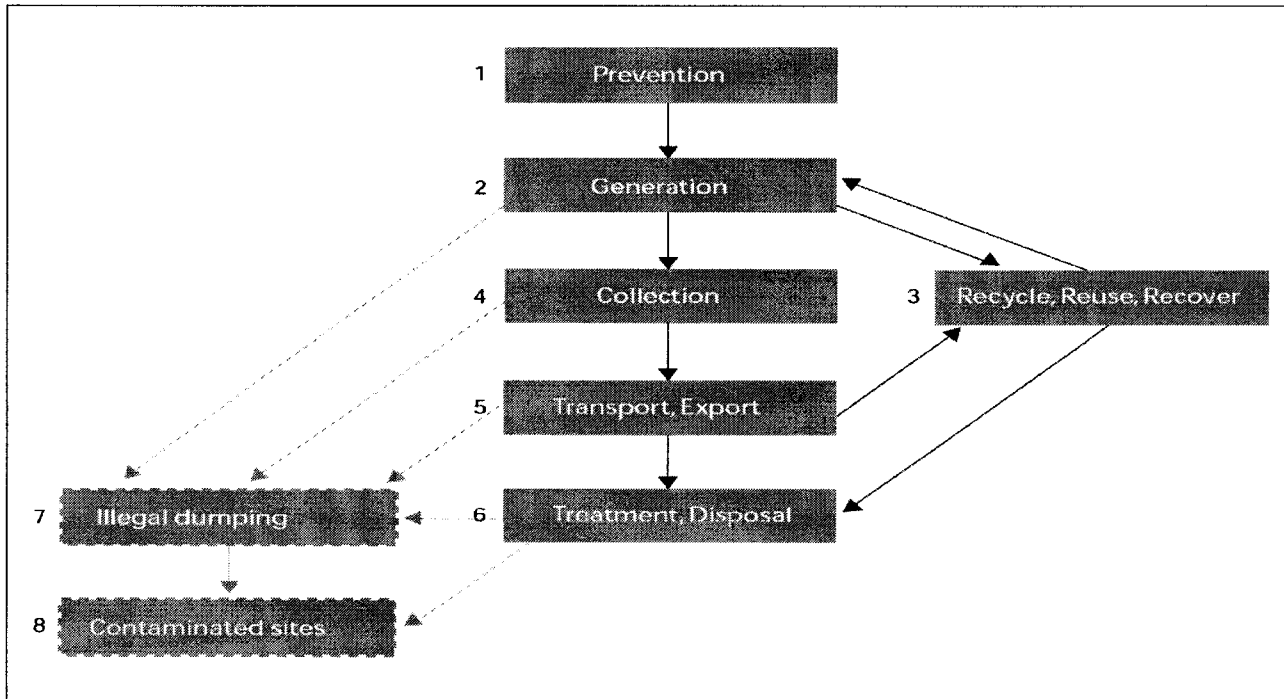 1 Prevention
2 Generation
4 Collection
3 Recycle, Reuse, Recover
5 Transport, Export
7 Illegal dumping
6 Treatment, Disposal
8 Contaminated sites